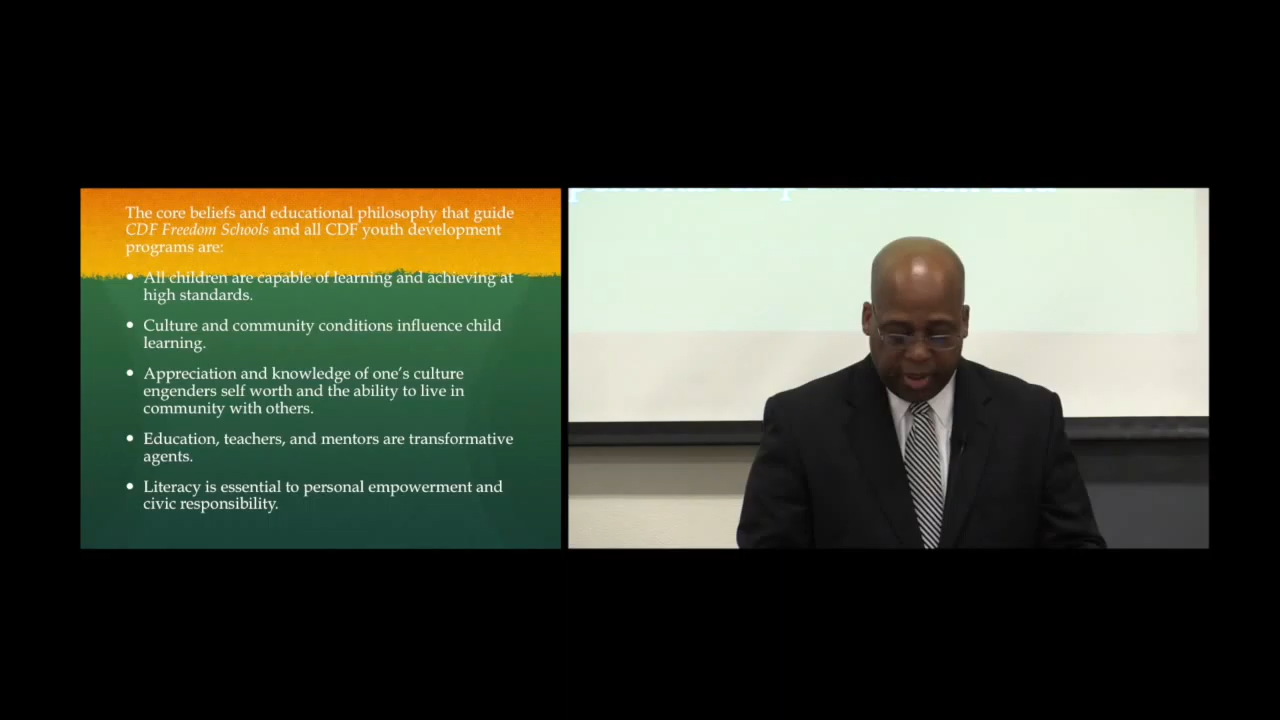 The core beliefs and educational philosophy that guide
CDF Freedom Schools and all CDF youth development
programs are:
• All children are capable of learning and achieving at
high standards.
• Culture and community conditions influence child
learning.
• Appreciation and knowledge of one's culture
engenders self worth and the ability to live in
community with others.
• Education, teachers, and mentors are transformative
agents.
• Literacy is essential to personal empowerment and
civic responsibility.